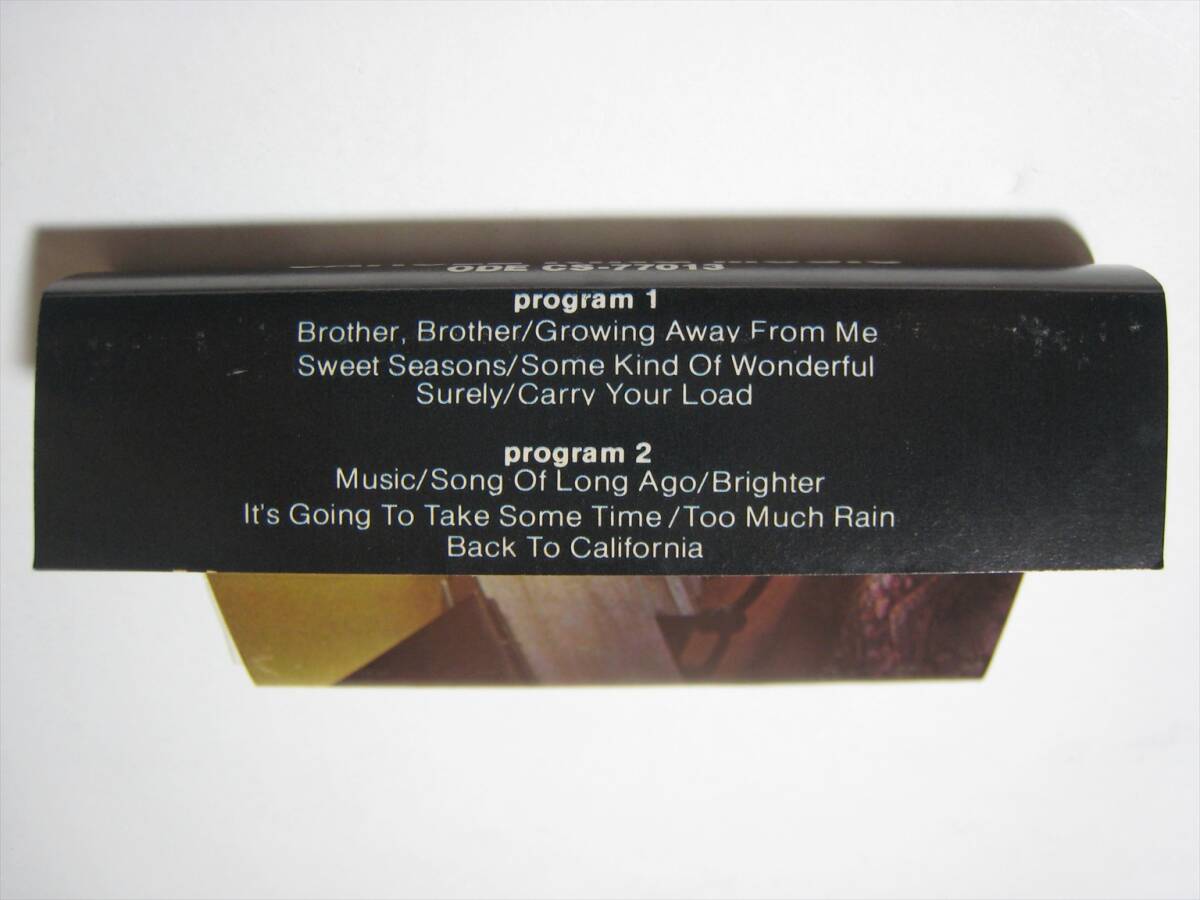 ODE CS-77013
program 1
Brother, Brother/Growing Away From Me
Sweet Seasons/Some Kind Of Wonderful
Surely/Carry Your Load
program 2
Music/Song Of Long Ago/Brighter
It's Going To Take Some Time/Too Much Rain
Back To California